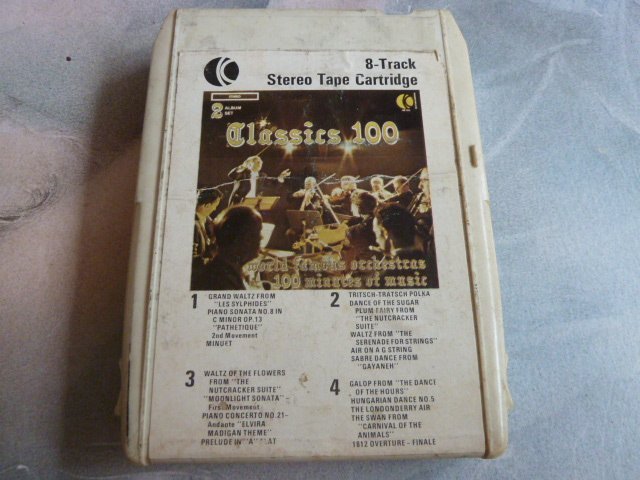 8-Track
Stereo Tape Cartridge
STEREO
2 ALBUM
SET
Classics 100
world famous orchestras
100 minutes of music
1
GRAND WALTZ FROM
"LES SYLPHIDES"
PIANO SONATA NO.8 IN
C MINOR OP.13
"PATHETIQUE"
2nd Movement
MINUET
2
TRITSCH-TRATSCH POLKA
DANCE OF THE SUGAR
PLUM FAIRY FROM
"THE NUTCRACKER
SUITE"
WALTZ FROM "THE
SERENADE FOR STRINGS"
AIR ON A G STRING
SABRE DANCE FROM
"GAYANEH"
3
WALTZ OF THE FLOWERS
FROM "THE
NUTCRACKER SUITE"
"MOONLIGHT SONATA"
First Movement
PIANO CONCERTO NO.21-
Andante "ELVIRA
MADIGAN THEME"
PRELUDE IN "A" FLAT
4
GALOP FROM "THE DANCE
OF THE HOURS"
HUNGARIAN DANCE NO.5
THE LONDONDERRY AIR
THE SWAN FROM
"CARNIVAL OF THE
ANIMALS"
1812 OVERTURE - FINALE